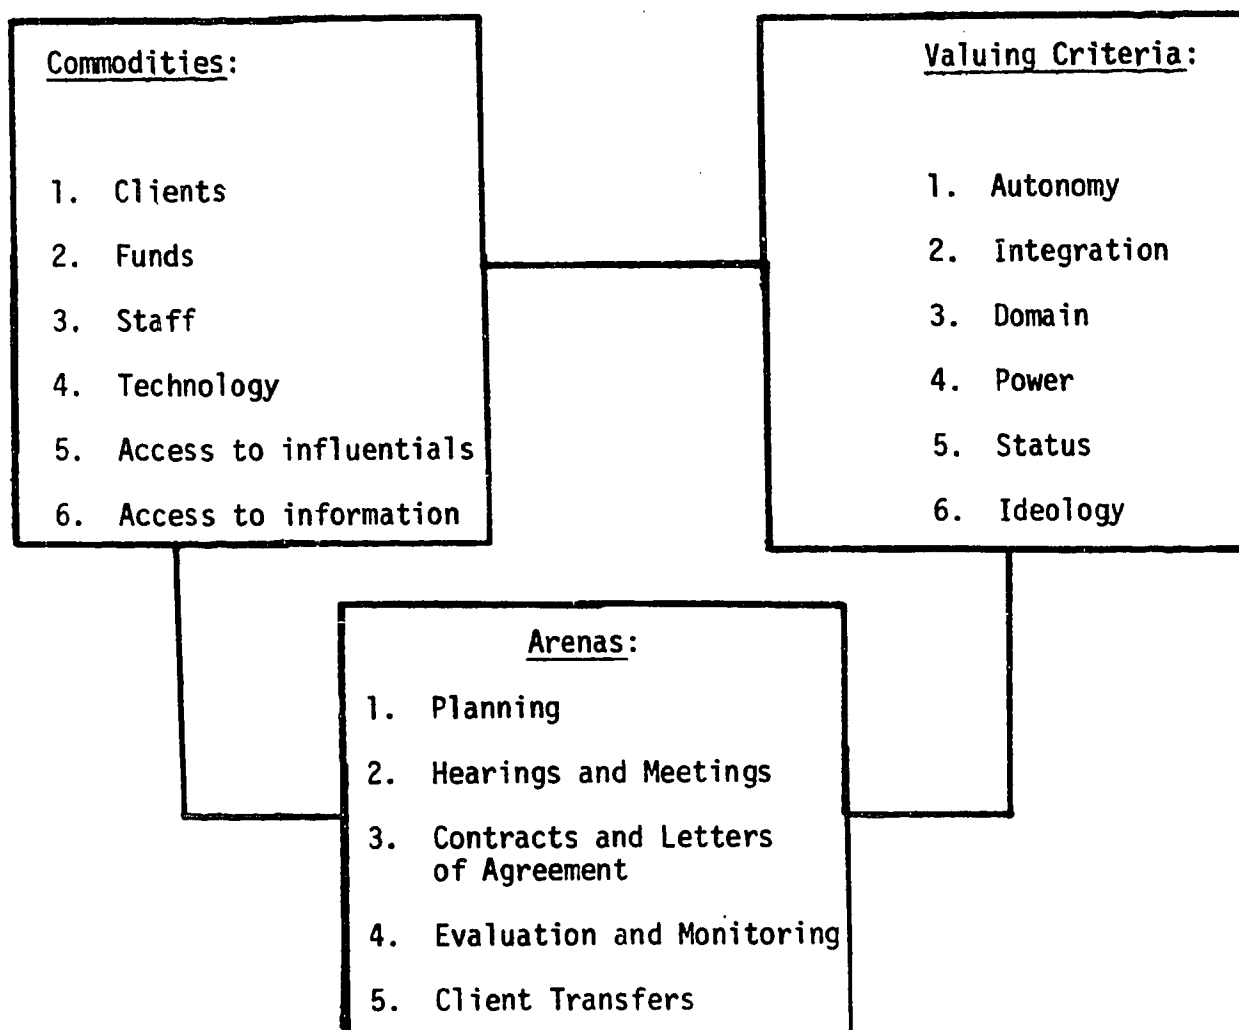 Commodities:
1. Clients
2. Funds
3. Staff
4. Technology
5. Access to influentials
6. Access to information
Valuing Criteria:
1. Autonomy
2. Integration
3. Domain
4. Power
5. Status
6. Ideology
Arenas:
1. Planning
2. Hearings and Meetings
3. Contracts and Letters
of Agreement
4. Evaluation and Monitoring
5. Client Transfers